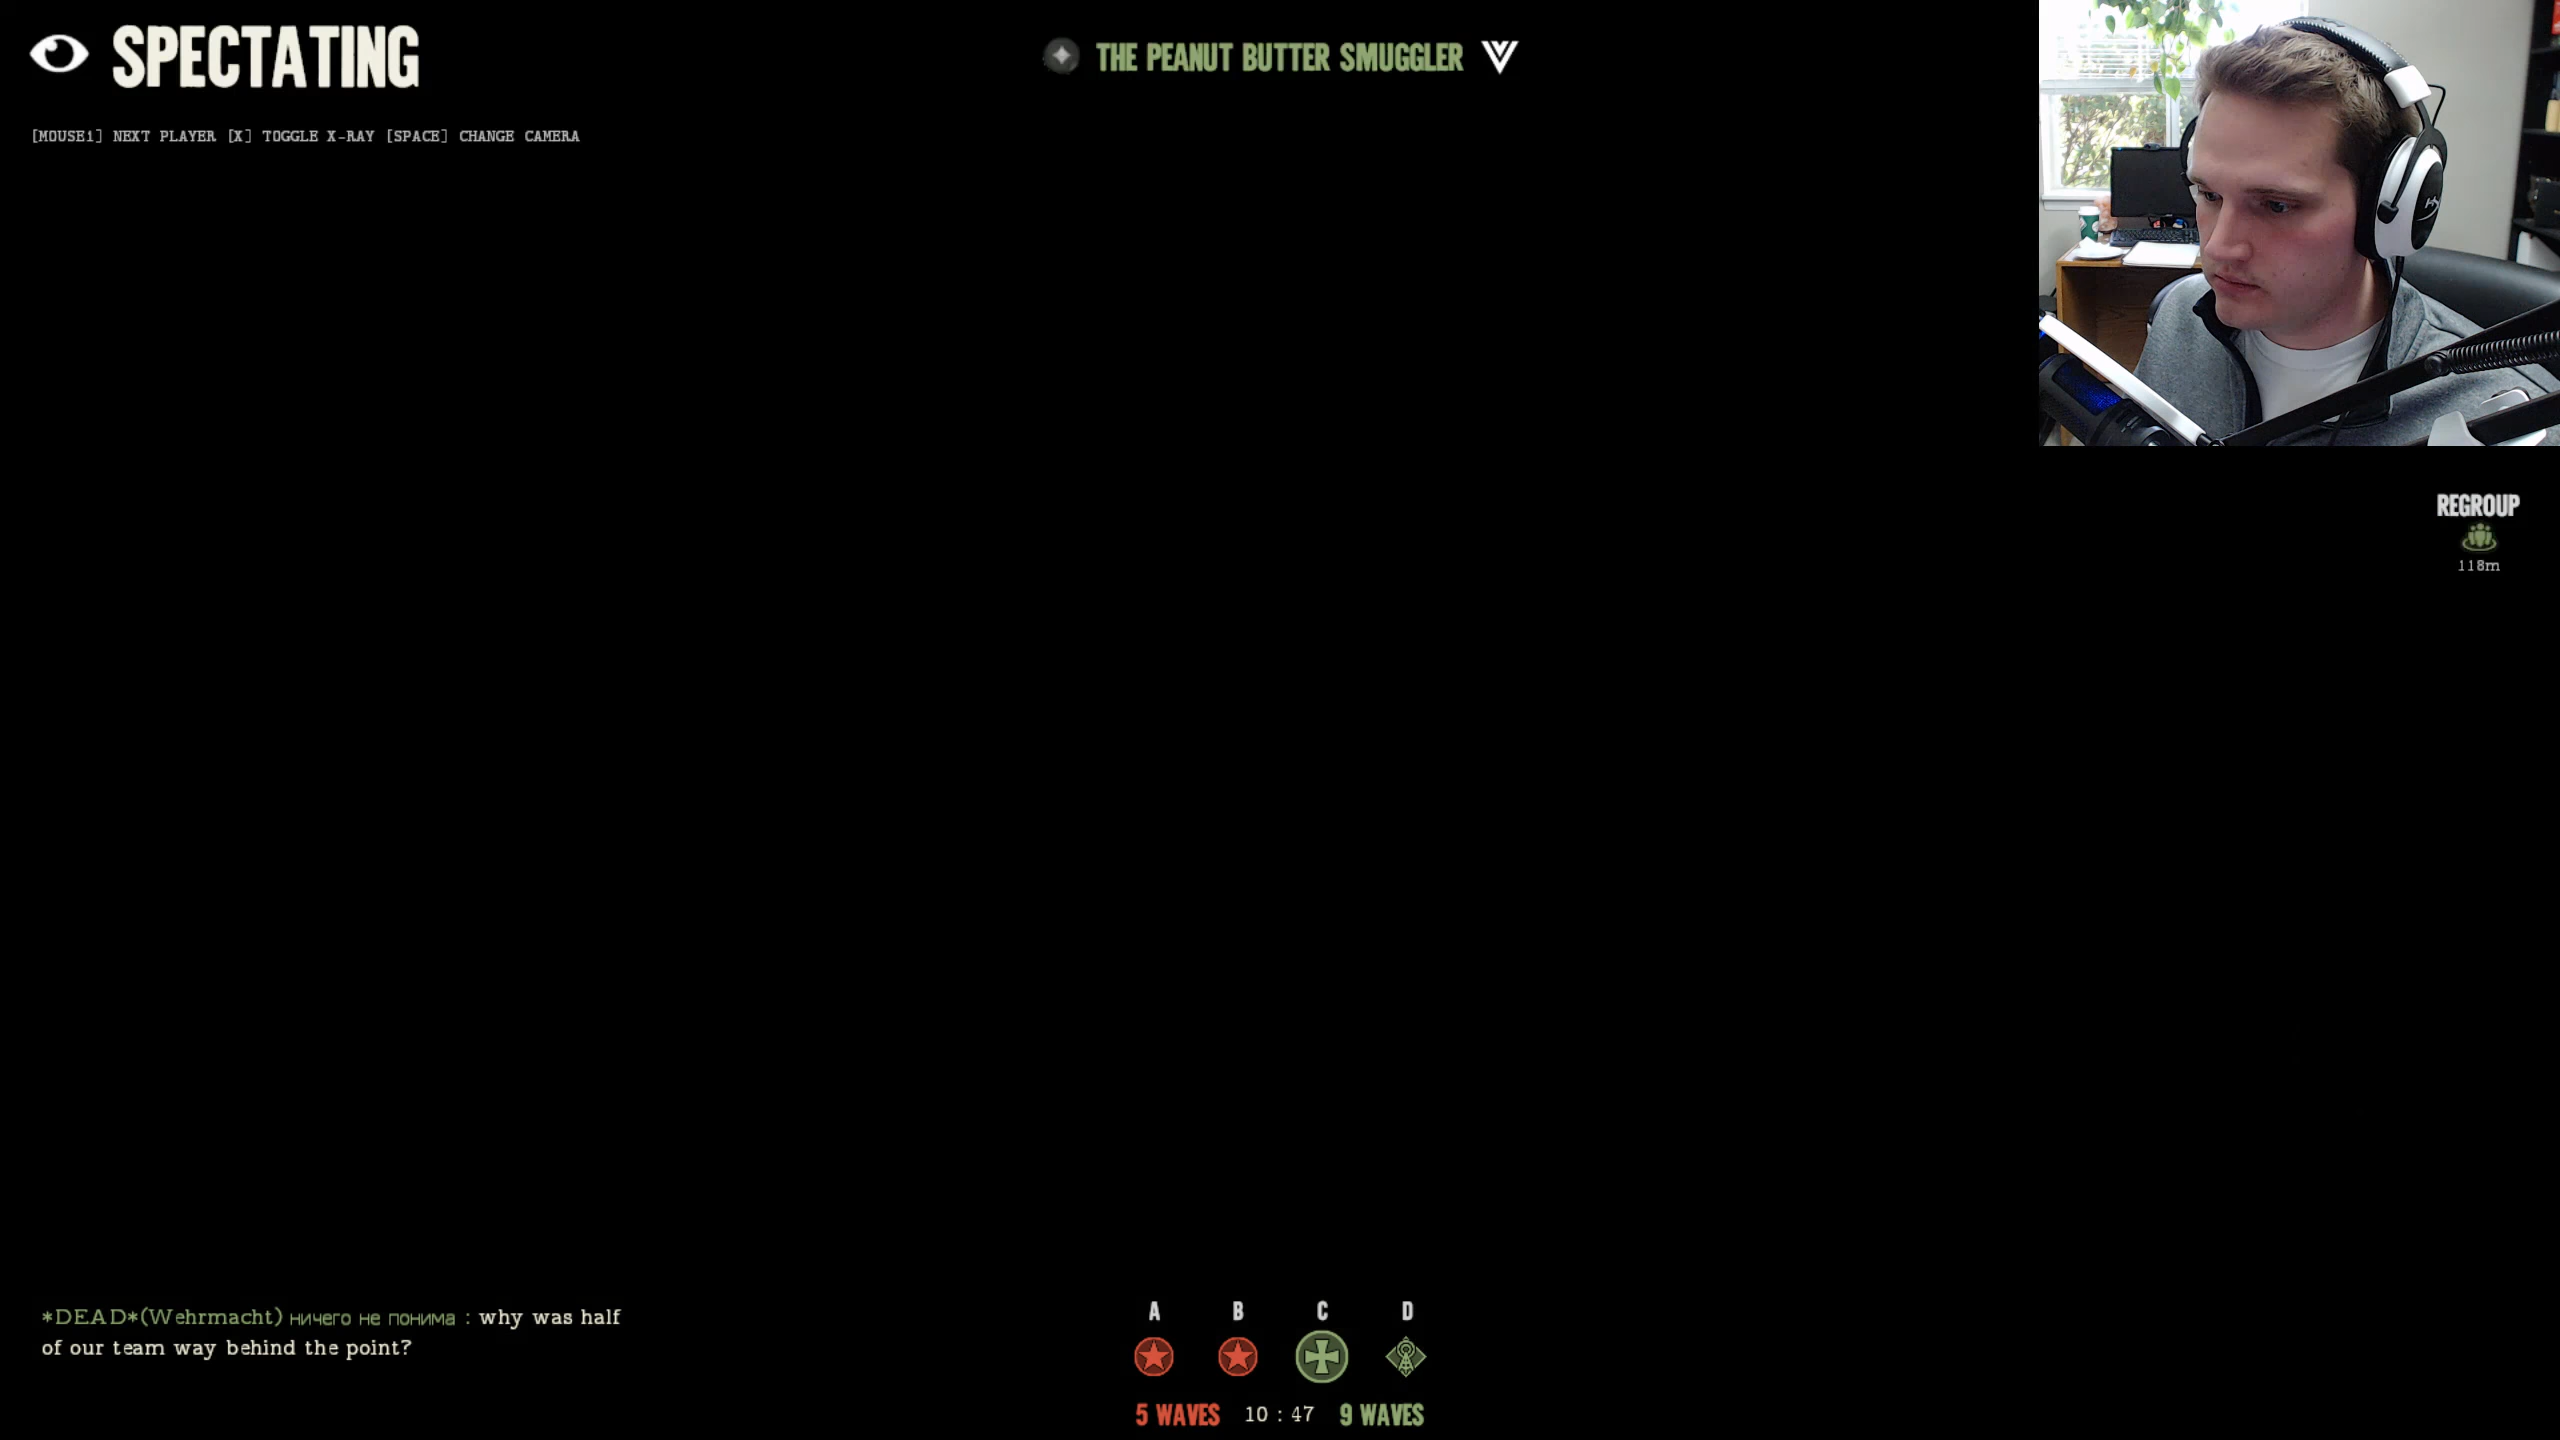 SPECTATING
THE PEANUT BUTTER SMUGGLER
[MOUSE1] NEXT PLAYER [X] TOGGLE X-RAY [SPACE] CHANGE CAMERA
REGROUP
118m
*DEAD*(Wehrmacht) ничего не понима : why was half
of our team way behind the point?
A B C D
5 WAVES 10 : 47 9 WAVES